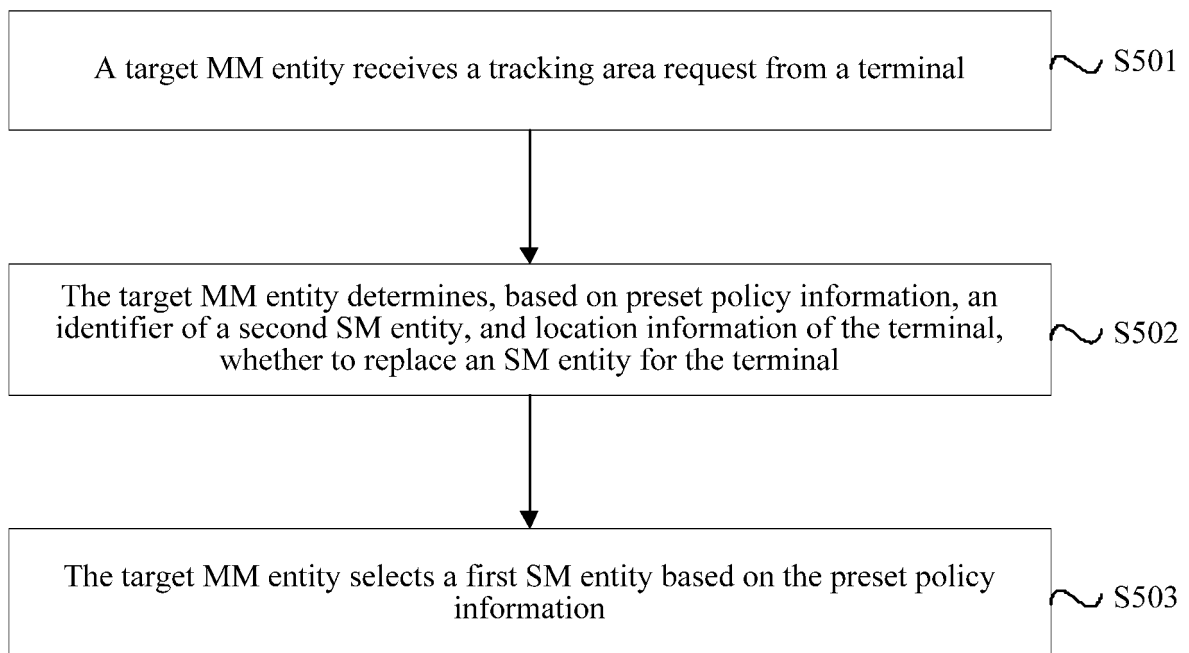 A target MM entity receives a tracking area request from a terminal
S501
The target MM entity determines, based on preset policy information, an
identifier of a second SM entity, and location information of the terminal,
whether to replace an SM entity for the terminal
S502
The target MM entity selects a first SM entity based on the preset policy
information
S503